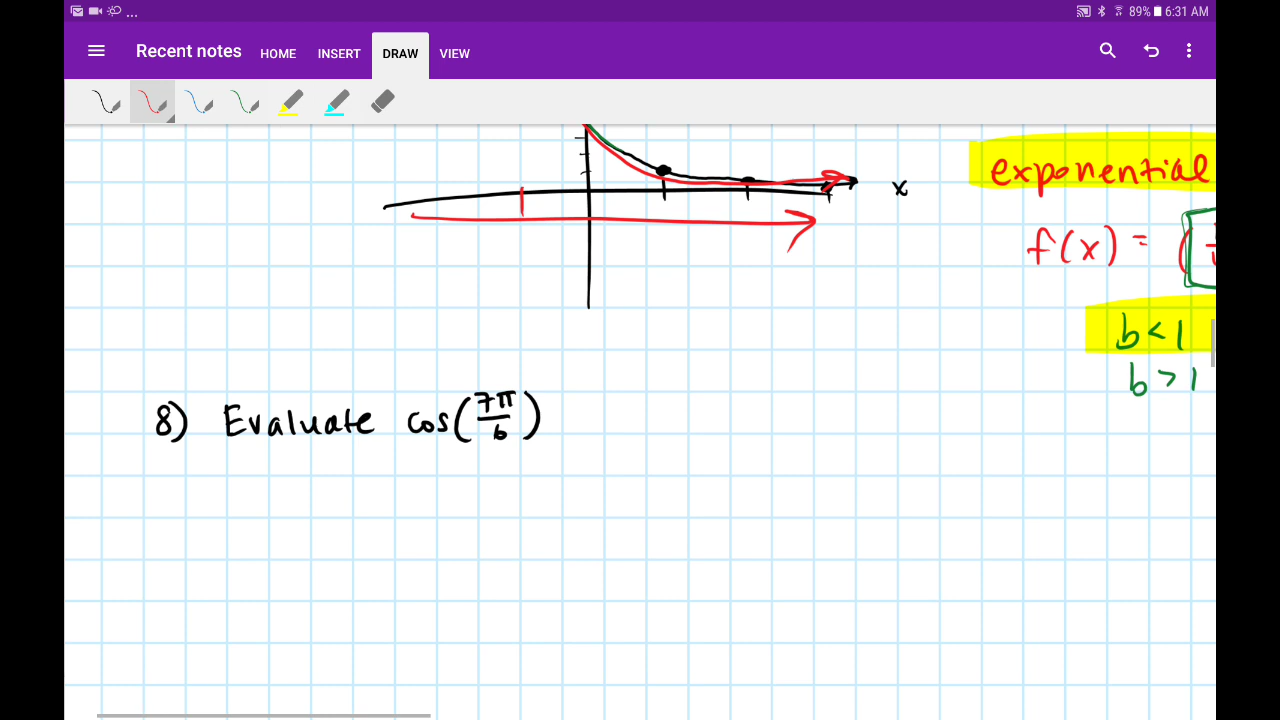 ... 89% 6:31 AM
Recent notes HOME INSERT DRAW VIEW
exponential
x
f(x) = (
b < 1
b > 1
8) Evaluate cos(7π/6)